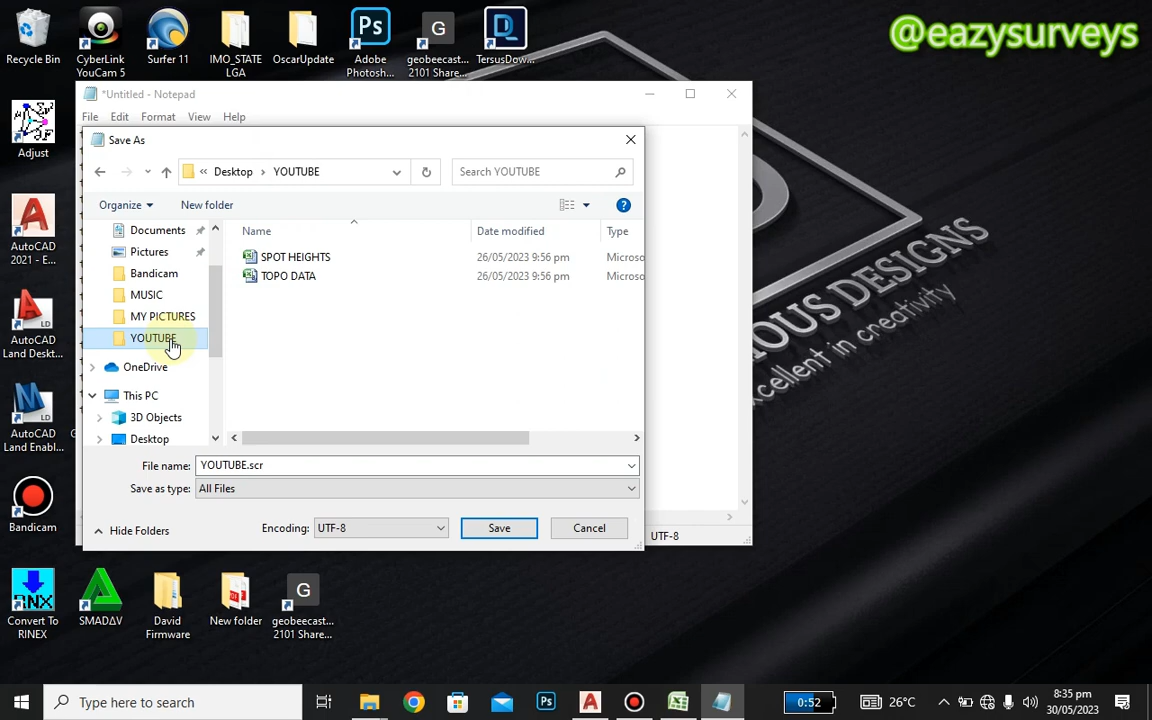 @eazysurveys
Recycle Bin
CyberLink YouCam 5
Surfer 11
IMO_STATE LGA
OscarUpdate
Adobe Photosh...
geobeecast... 2101 Share...
TersusDow...
Adjust
AutoCAD 2021 - E...
AutoCAD Land Deskt...
AutoCAD Land Enabl...
Bandicam
Convert To RINEX
SMADΔV
David Firmware
New folder
geobeecast... 2101 Share...
*Untitled - Notepad
File Edit Format View Help
Save As
« Desktop › YOUTUBE
Search YOUTUBE
Organize
New folder
Documents
Pictures
Bandicam
MUSIC
MY PICTURES
YOUTUBE
OneDrive
This PC
3D Objects
Desktop
Name Date modified Type
SPOT HEIGHTS 26/05/2023 9:56 pm Microso
TOPO DATA 26/05/2023 9:56 pm Microso
File name: YOUTUBE.scr
Save as type: All Files
Hide Folders
Encoding: UTF-8
Save
Cancel
UTF-8
IOUS DESIGNS
xcellent in creativity
Type here to search
0:52
26°C
8:35 pm
30/05/2023